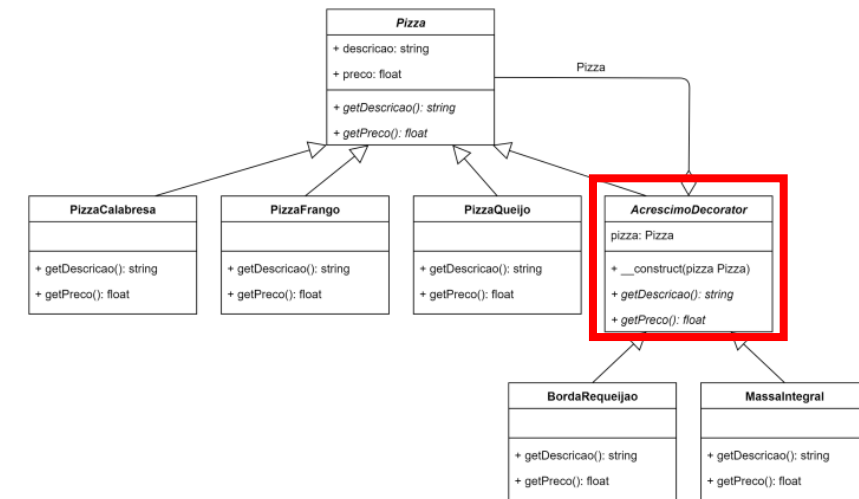 Pizza
+ descricao: string
+ preco: float
+ getDescricao(): string
+ getPreco(): float
Pizza
PizzaCalabresa
+ getDescricao(): string
+ getPreco(): float
PizzaFrango
+ getDescricao(): string
+ getPreco(): float
PizzaQueijo
+ getDescricao(): string
+ getPreco(): float
AcrescimoDecorator
pizza: Pizza
+ __construct(pizza Pizza)
+ getDescricao(): string
+ getPreco(): float
BordaRequeijao
+ getDescricao(): string
+ getPreco(): float
MassaIntegral
+ getDescricao(): string
+ getPreco(): float